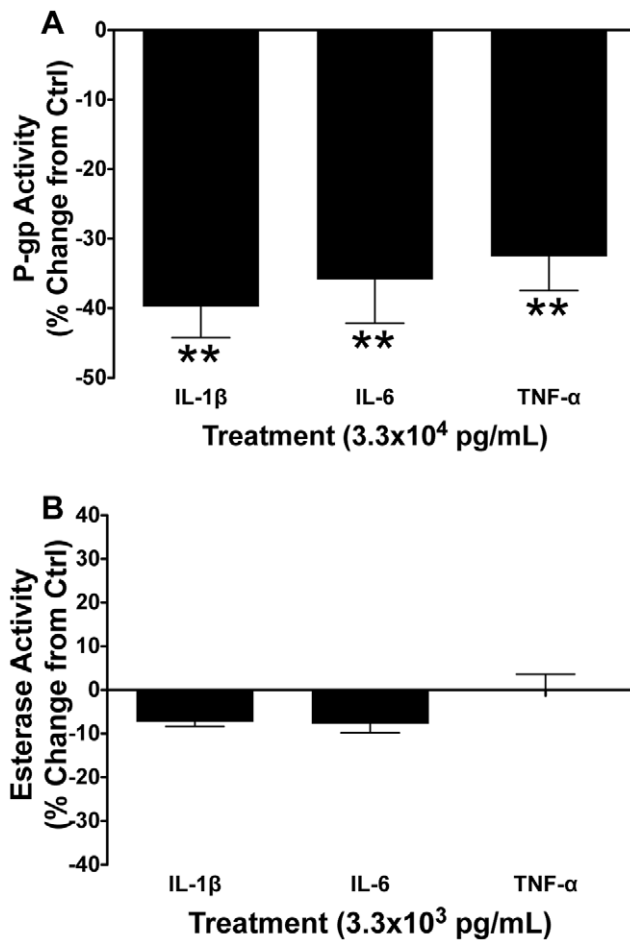 A
P-gp Activity
(% Change from Ctrl)
0
-10
-20
-30
-40
-50
** ** **
IL-1β IL-6 TNF-α
Treatment (3.3x10⁴ pg/mL)
B
Esterase Activity
(% Change from Ctrl)
40
30
20
10
0
-10
-20
-30
-40
IL-1β IL-6 TNF-α
Treatment (3.3x10³ pg/mL)